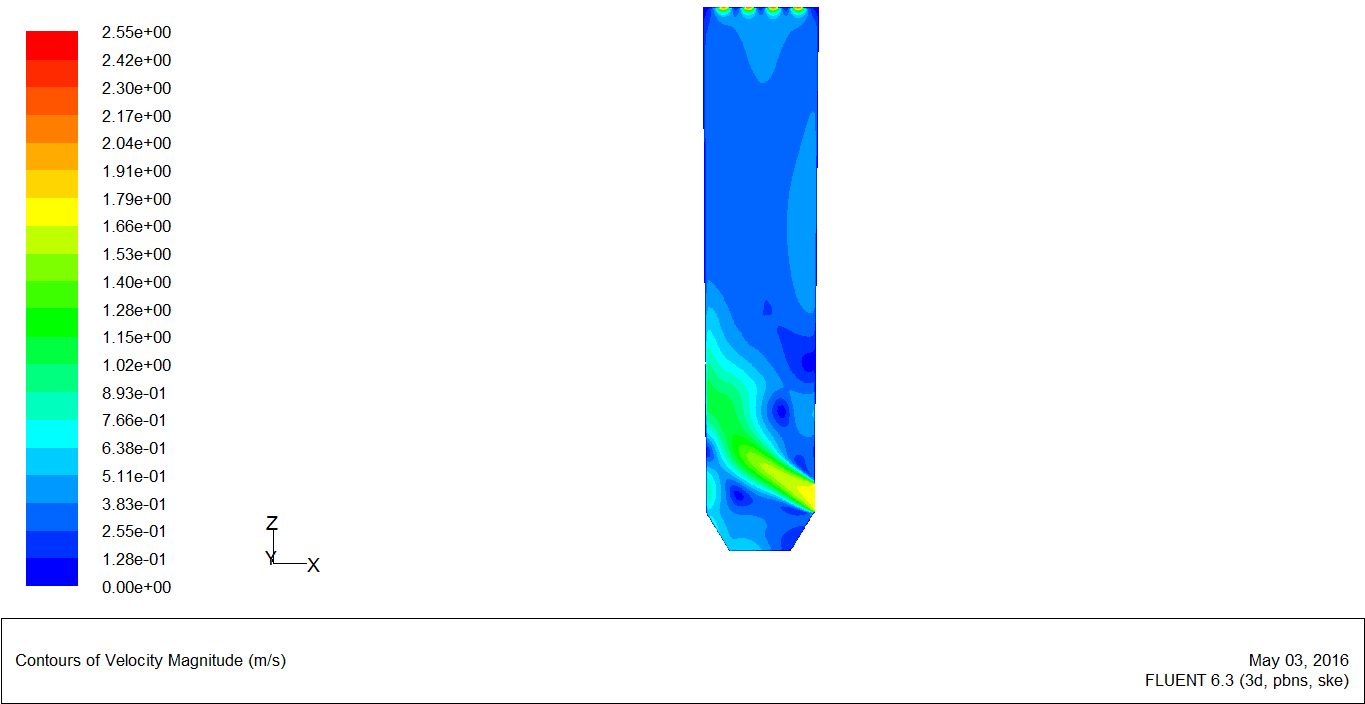 2.55e+00
2.42e+00
2.30e+00
2.17e+00
2.04e+00
1.91e+00
1.79e+00
1.66e+00
1.53e+00
1.40e+00
1.28e+00
1.15e+00
1.02e+00
8.93e-01
7.66e-01
6.38e-01
5.11e-01
3.83e-01
2.55e-01
1.28e-01
0.00e+00
Z
Y
X
Contours of Velocity Magnitude (m/s)
May 03, 2016
FLUENT 6.3 (3d, pbns, ske)